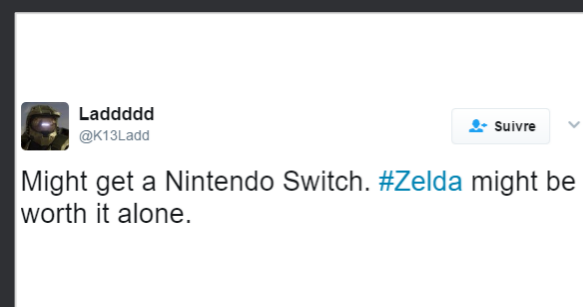 Laddddd
@K13Ladd
Suivre
Might get a Nintendo Switch. #Zelda might be
worth it alone.